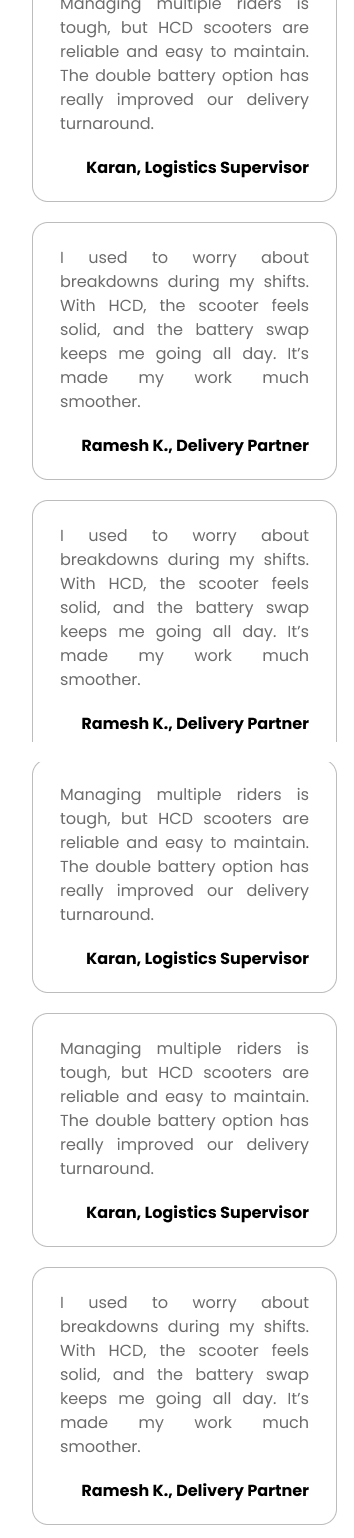 Managing multiple riders is
tough, but HCD scooters are
reliable and easy to maintain.
The double battery option has
really improved our delivery
turnaround.
Karan, Logistics Supervisor
I used to worry about
breakdowns during my shifts.
With HCD, the scooter feels
solid, and the battery swap
keeps me going all day. It’s
made my work much
smoother.
Ramesh K., Delivery Partner
I used to worry about
breakdowns during my shifts.
With HCD, the scooter feels
solid, and the battery swap
keeps me going all day. It’s
made my work much
smoother.
Ramesh K., Delivery Partner
Managing multiple riders is
tough, but HCD scooters are
reliable and easy to maintain.
The double battery option has
really improved our delivery
turnaround.
Karan, Logistics Supervisor
Managing multiple riders is
tough, but HCD scooters are
reliable and easy to maintain.
The double battery option has
really improved our delivery
turnaround.
Karan, Logistics Supervisor
I used to worry about
breakdowns during my shifts.
With HCD, the scooter feels
solid, and the battery swap
keeps me going all day. It’s
made my work much
smoother.
Ramesh K., Delivery Partner